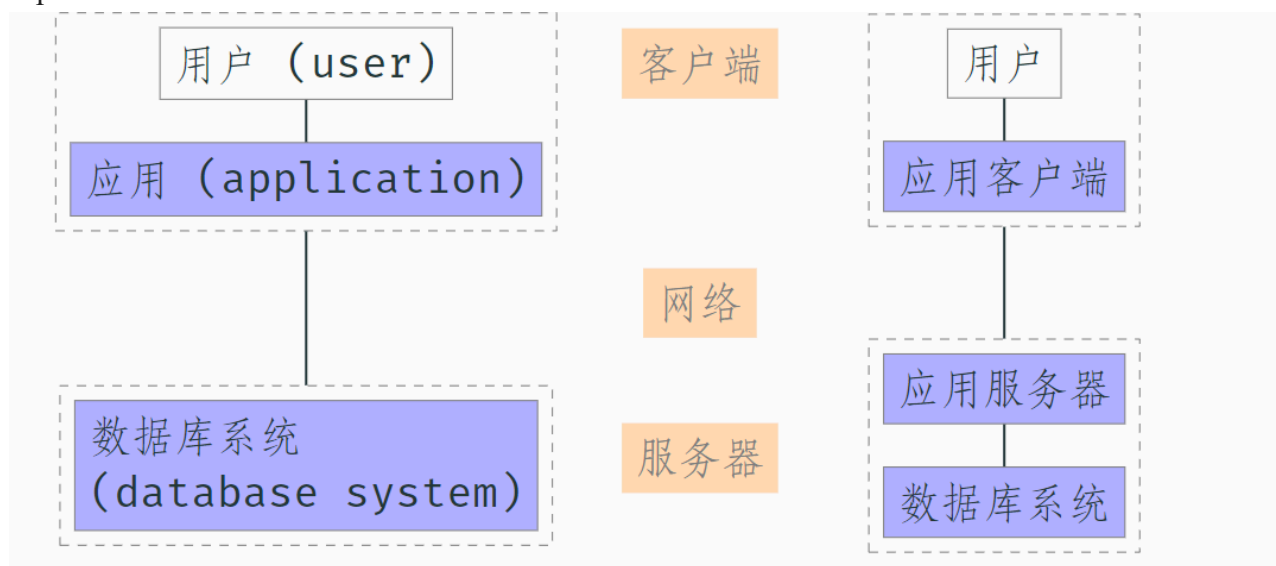 用户 (user)
应用 (application)
数据库系统
(database system)
客户端
网络
服务器
用户
应用客户端
应用服务器
数据库系统